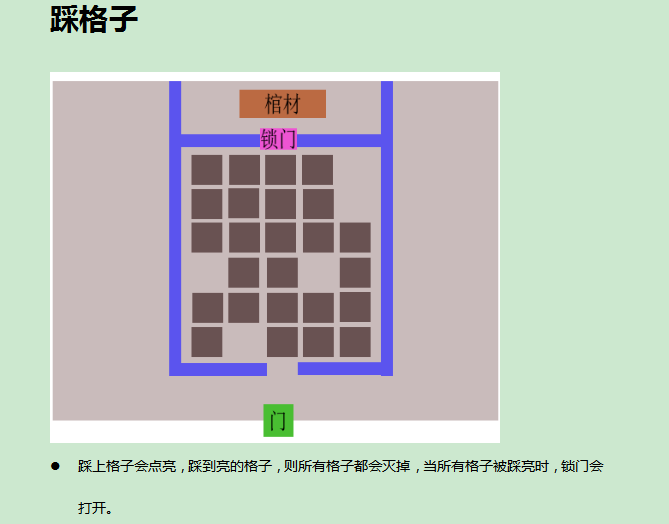 踩格子
棺材
锁门
门
● 踩上格子会点亮，踩到亮的格子，则所有格子都会灭掉，当所有格子被踩亮时，锁门会
打开。